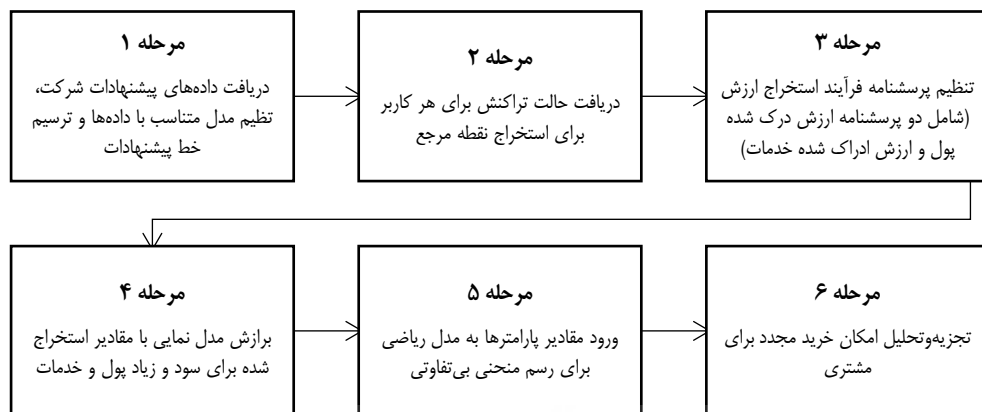 مرحله ۱
دریافت داده‌های پیشنهادات شرکت،
تظیم مدل متناسب با داده‌ها و ترسیم
خط پیشنهادات
مرحله ۲
دریافت حالت تراکنش برای هر کاربر
برای استخراج نقطه مرجع
مرحله ۳
تنظیم پرسشنامه فرآیند استخراج ارزش
(شامل دو پرسشنامه ارزش درک شده
پول و ارزش ادراک شده خدمات)
مرحله ۴
برازش مدل نمایی با مقادیر استخراج
شده برای سود و زیاد پول و خدمات
مرحله ۵
ورود مقادیر پارامترها به مدل ریاضی
برای رسم منحنی بی‌تفاوتی
مرحله ۶
تجزیه‌وتحلیل امکان خرید مجدد برای
مشتری